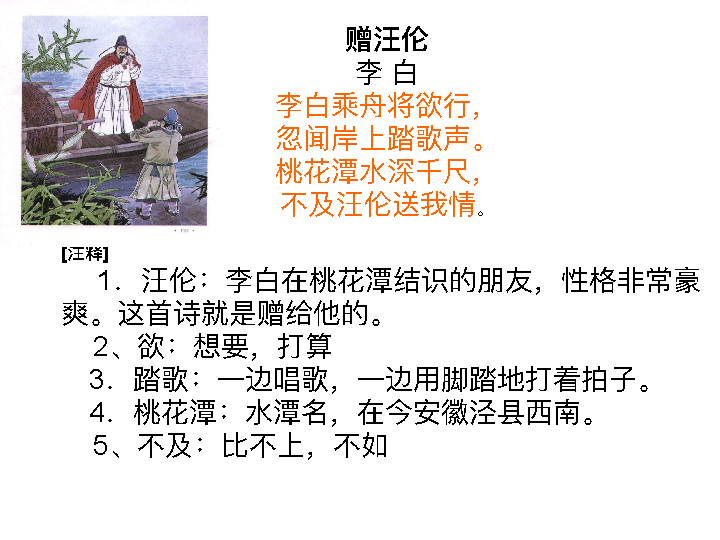 赠汪伦
李 白
李白乘舟将欲行，
忽闻岸上踏歌声。
桃花潭水深千尺，
不及汪伦送我情。
[注释]
1．汪伦：李白在桃花潭结识的朋友，性格非常豪
爽。这首诗就是赠给他的。
2、欲：想要，打算
3．踏歌：一边唱歌，一边用脚踏地打着拍子。
4．桃花潭：水潭名，在今安徽泾县西南。
5、不及：比不上，不如